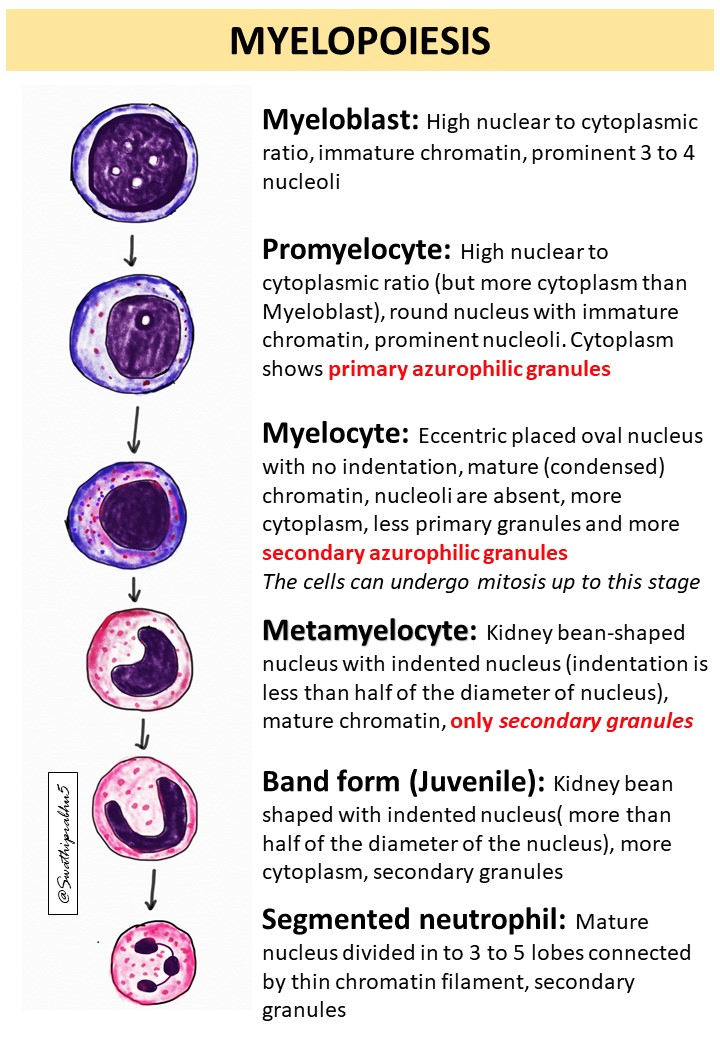 MYELOPOIESIS
Myeloblast: High nuclear to cytoplasmic
ratio, immature chromatin, prominent 3 to 4
nucleoli
Promyelocyte: High nuclear to
cytoplasmic ratio (but more cytoplasm than
Myeloblast), round nucleus with immature
chromatin, prominent nucleoli. Cytoplasm
shows primary azurophilic granules
Myelocyte: Eccentric placed oval nucleus
with no indentation, mature (condensed)
chromatin, nucleoli are absent, more
cytoplasm, less primary granules and more
secondary azurophilic granules
The cells can undergo mitosis up to this stage
Metamyelocyte: Kidney bean-shaped
nucleus with indented nucleus (indentation is
less than half of the diameter of nucleus),
mature chromatin, only secondary granules
Band form (Juvenile): Kidney bean
shaped with indented nucleus( more than
half of the diameter of the nucleus), more
cytoplasm, secondary granules
Segmented neutrophil: Mature
nucleus divided in to 3 to 5 lobes connected
by thin chromatin filament, secondary
granules
@Swathiprabhu5